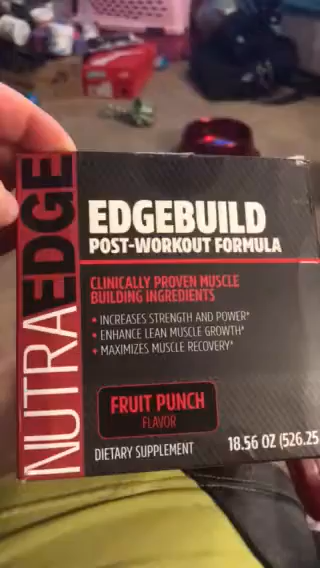 NUTRAEDGE
EDGEBUILD
POST-WORKOUT FORMULA
CLINICALLY PROVEN MUSCLE
BUILDING INGREDIENTS
• INCREASES STRENGTH AND POWER*
• ENHANCE LEAN MUSCLE GROWTH*
• MAXIMIZES MUSCLE RECOVERY*
FRUIT PUNCH
FLAVOR
DIETARY SUPPLEMENT
18.56 OZ (526.25